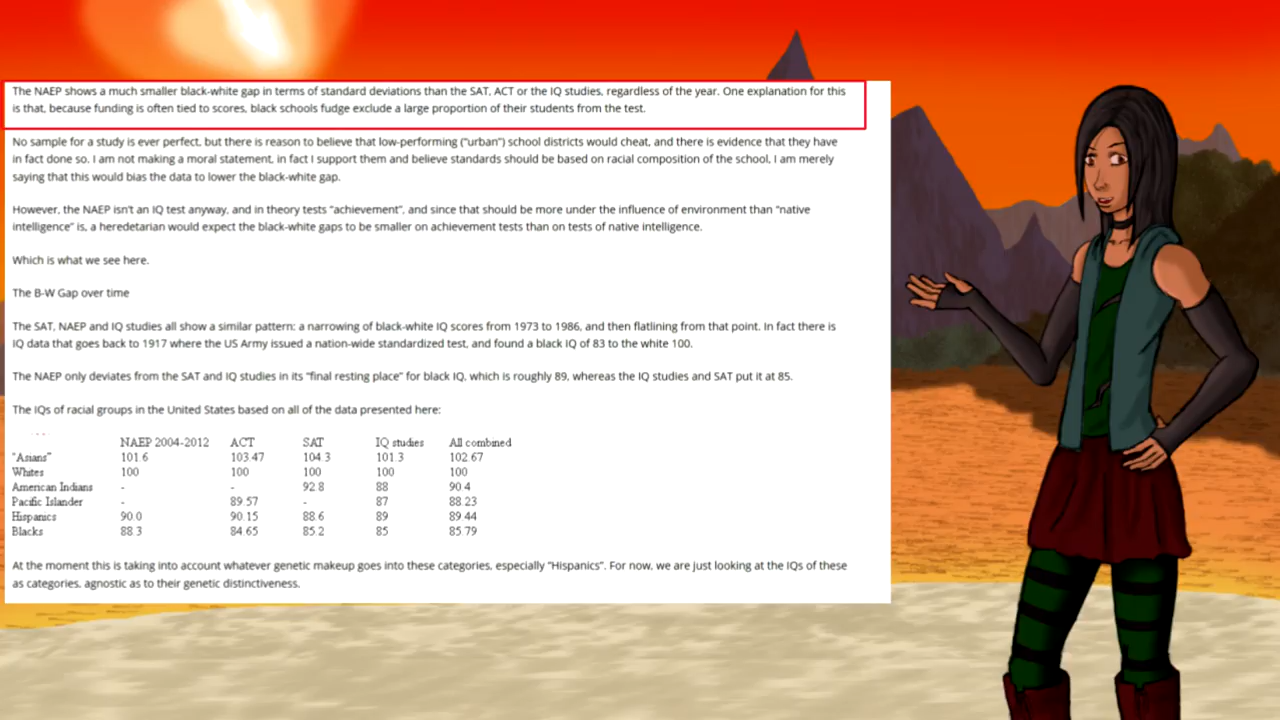 The NAEP shows a much smaller black-white gap in terms of standard deviations than the SAT, ACT or the IQ studies, regardless of the year. One explanation for this
is that, because funding is often tied to scores, black schools fudge exclude a large proportion of their students from the test.
No sample for a study is ever perfect, but there is reason to believe that low-performing ("urban") school districts would cheat, and there is evidence that they have
in fact done so. I am not making a moral statement, in fact I support them and believe standards should be based on racial composition of the school, I am merely
saying that this would bias the data to lower the black-white gap.
However, the NAEP isn't an IQ test anyway, and in theory tests "achievement", and since that should be more under the influence of environment than "native
intelligence" is, a heredetarian would expect the black-white gaps to be smaller on achievement tests than on tests of native intelligence.
Which is what we see here.
The B-W Gap over time
The SAT, NAEP and IQ studies all show a similar pattern: a narrowing of black-white IQ scores from 1973 to 1986, and then flatlining from that point. In fact there is
IQ data that goes back to 1917 where the US Army issued a nation-wide standardized test, and found a black IQ of 83 to the white 100.
The NAEP only deviates from the SAT and IQ studies in its "final resting place" for black IQ, which is roughly 89, whereas the IQ studies and SAT put it at 85.
The IQs of racial groups in the United States based on all of the data presented here:
NAEP 2004-2012 ACT SAT IQ studies All combined
"Asians" 101.6 103.47 104.3 101.3 102.67
Whites 100 100 100 100 100
American Indians - - 92.8 88 90.4
Pacific Islander - 89.57 - 87 88.23
Hispanics 90.0 90.15 88.6 89 89.44
Blacks 88.3 84.65 85.2 85 85.79
At the moment this is taking into account whatever genetic makeup goes into these categories, especially "Hispanics". For now, we are just looking at the IQs of these
as categories, agnostic as to their genetic distinctiveness.